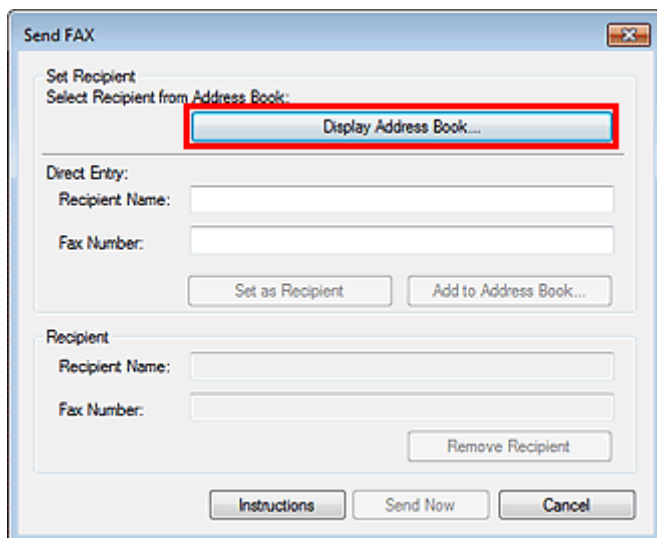 Send FAX
Set Recipient
Select Recipient from Address Book:
Display Address Book...
Direct Entry:
Recipient Name:
Fax Number:
Set as Recipient Add to Address Book...
Recipient
Recipient Name:
Fax Number:
Remove Recipient
Instructions Send Now Cancel